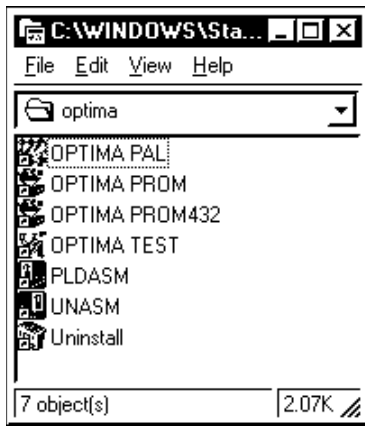 C:\WINDOWS\Sta...
File Edit View Help
optima
OPTIMA PAL
OPTIMA PROM
OPTIMA PROM432
OPTIMA TEST
PLDASM
UNASM
Uninstall
7 object(s) 2.07K